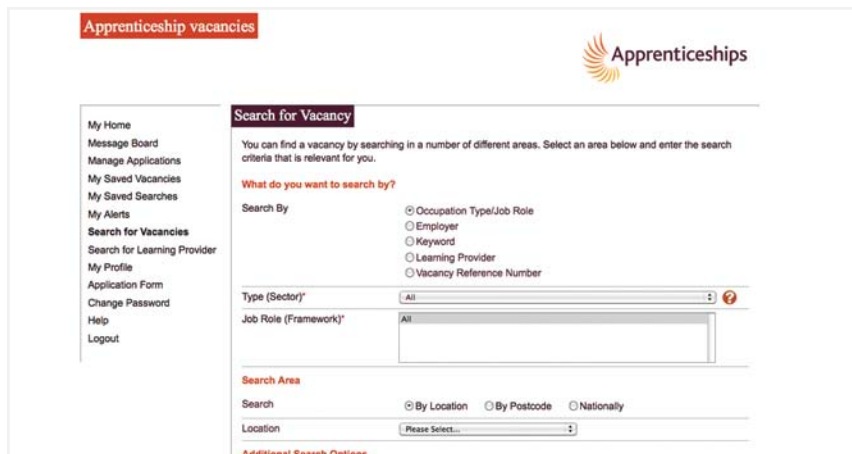 Apprenticeship vacancies
Apprenticeships
My Home
Message Board
Manage Applications
My Saved Vacancies
My Saved Searches
My Alerts
Search for Vacancies
Search for Learning Provider
My Profile
Application Form
Change Password
Help
Logout
Search for Vacancy
You can find a vacancy by searching in a number of different areas. Select an area below and enter the search
criteria that is relevant for you.
What do you want to search by?
Search By
Occupation Type/Job Role
Employer
Keyword
Learning Provider
Vacancy Reference Number
Type (Sector)* All ?
Job Role (Framework)* All
Search Area
Search By Location By Postcode Nationally
Location Please Select...
Additional Search Options